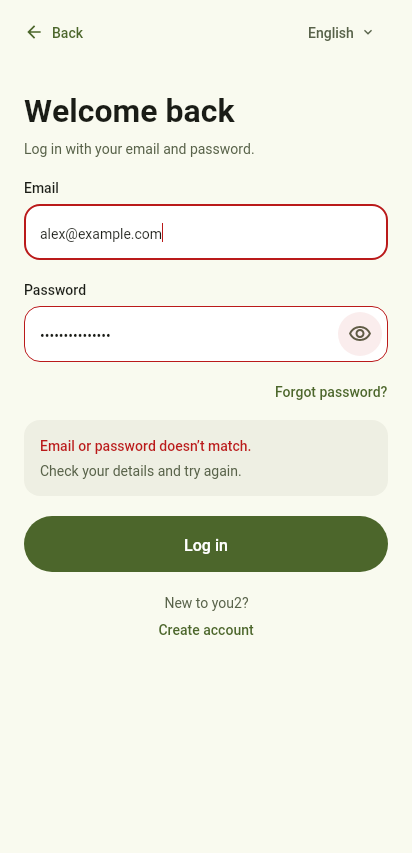 Back
English
Welcome back
Log in with your email and password.
Email
alex@example.com
Password
•••••••••••••••
Forgot password?
Email or password doesn’t match.
Check your details and try again.
Log in
New to you2?
Create account